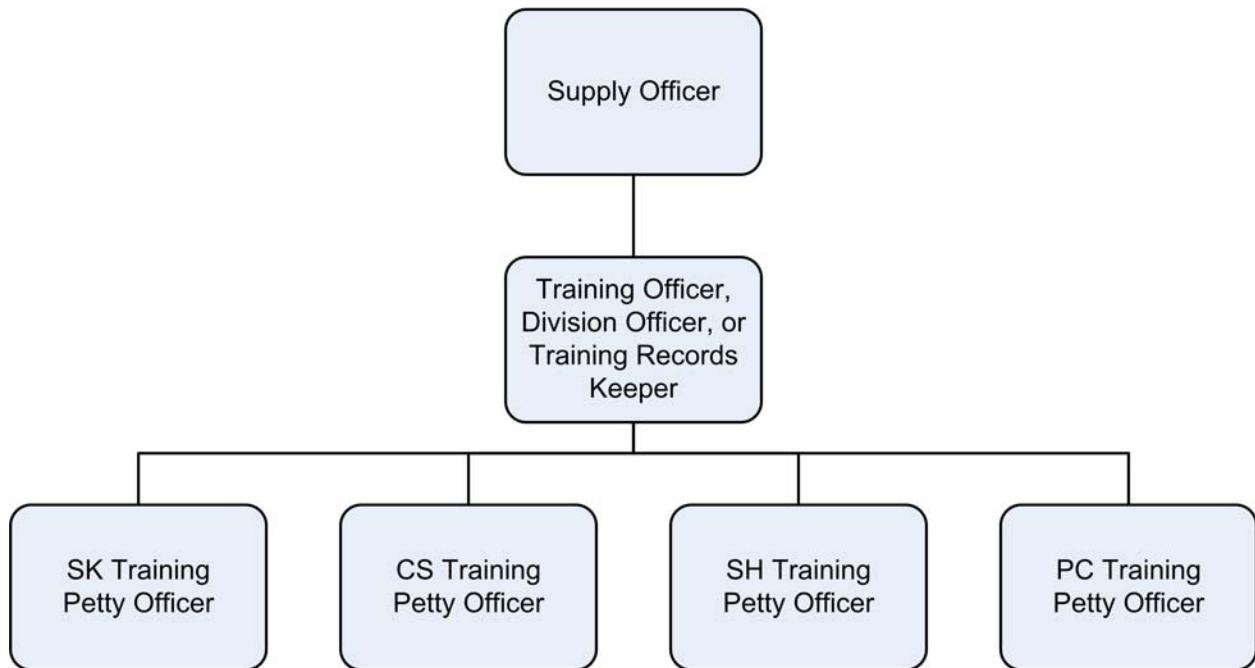 Supply Officer
Training Officer,
Division Officer, or
Training Records
Keeper
SK Training
Petty Officer
CS Training
Petty Officer
SH Training
Petty Officer
PC Training
Petty Officer